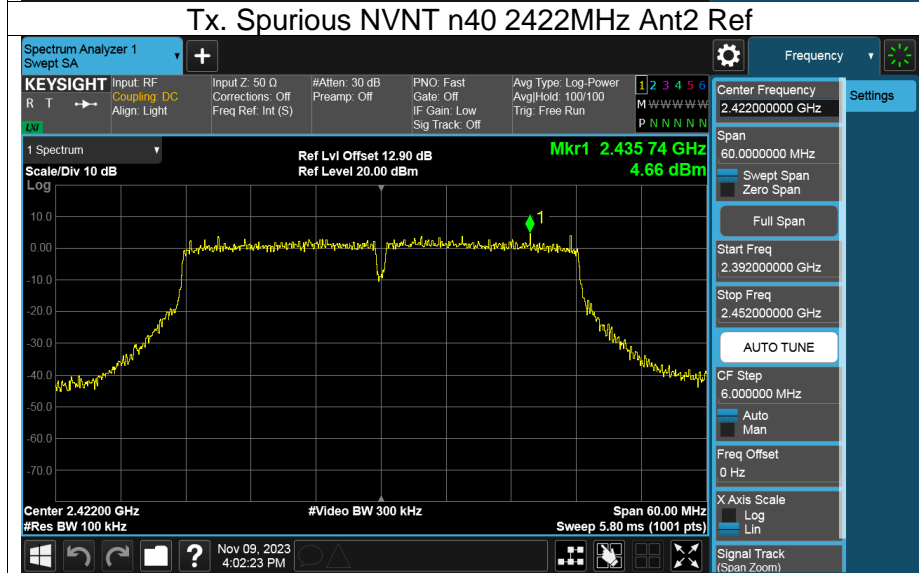 Tx. Spurious NVNT n40 2422MHz Ant2 Ref
Spectrum Analyzer 1
Swept SA
Frequency
KEYSIGHT
R T
LXI
Input: RF
Coupling: DC
Align: Light
Input Z: 50 Ω
Corrections: Off
Freq Ref: Int (S)
#Atten: 30 dB
Preamp: Off
PNO: Fast
Gate: Off
IF Gain: Low
Sig Track: Off
Avg Type: Log-Power
Avg|Hold: 100/100
Trig: Free Run
1 2 3 4 5 6
M W W W W W
P N N N N N
1 Spectrum
Scale/Div 10 dB
Log
Ref Lvl Offset 12.90 dB
Ref Level 20.00 dBm
Mkr1 2.435 74 GHz
4.66 dBm
1
10.0
0.00
-10.0
-20.0
-30.0
-40.0
-50.0
-60.0
-70.0
Center 2.42200 GHz
#Res BW 100 kHz
#Video BW 300 kHz
Span 60.00 MHz
Sweep 5.80 ms (1001 pts)
Nov 09, 2023
4:02:23 PM
Center Frequency
2.422000000 GHz
Settings
Span
60.0000000 MHz
Swept Span
Zero Span
Full Span
Start Freq
2.392000000 GHz
Stop Freq
2.452000000 GHz
AUTO TUNE
CF Step
6.000000 MHz
Auto
Man
Freq Offset
0 Hz
X Axis Scale
Log
Lin
Signal Track
(Span Zoom)